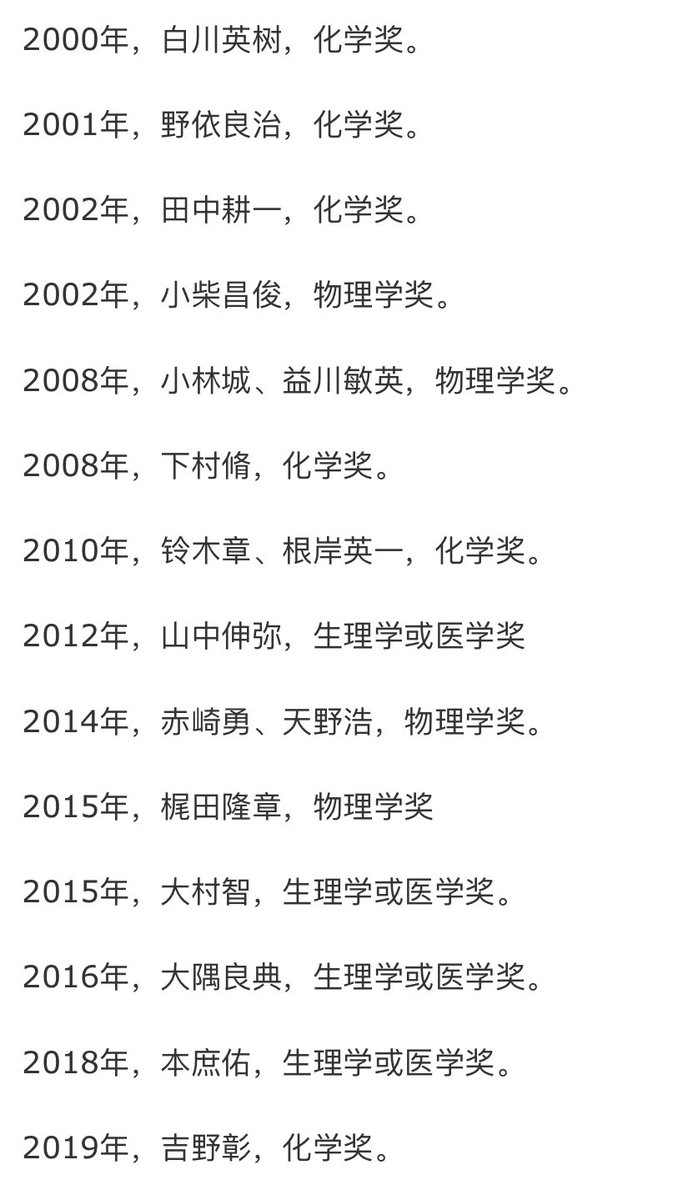 2000年，白川英树，化学奖。
2001年，野依良治，化学奖。
2002年，田中耕一，化学奖。
2002年，小柴昌俊，物理学奖。
2008年，小林城、益川敏英，物理学奖。
2008年，下村脩，化学奖。
2010年，铃木章、根岸英一，化学奖。
2012年，山中伸弥，生理学或医学奖
2014年，赤崎勇、天野浩，物理学奖。
2015年，梶田隆章，物理学奖
2015年，大村智，生理学或医学奖。
2016年，大隅良典，生理学或医学奖。
2018年，本庶佑，生理学或医学奖。
2019年，吉野彰，化学奖。